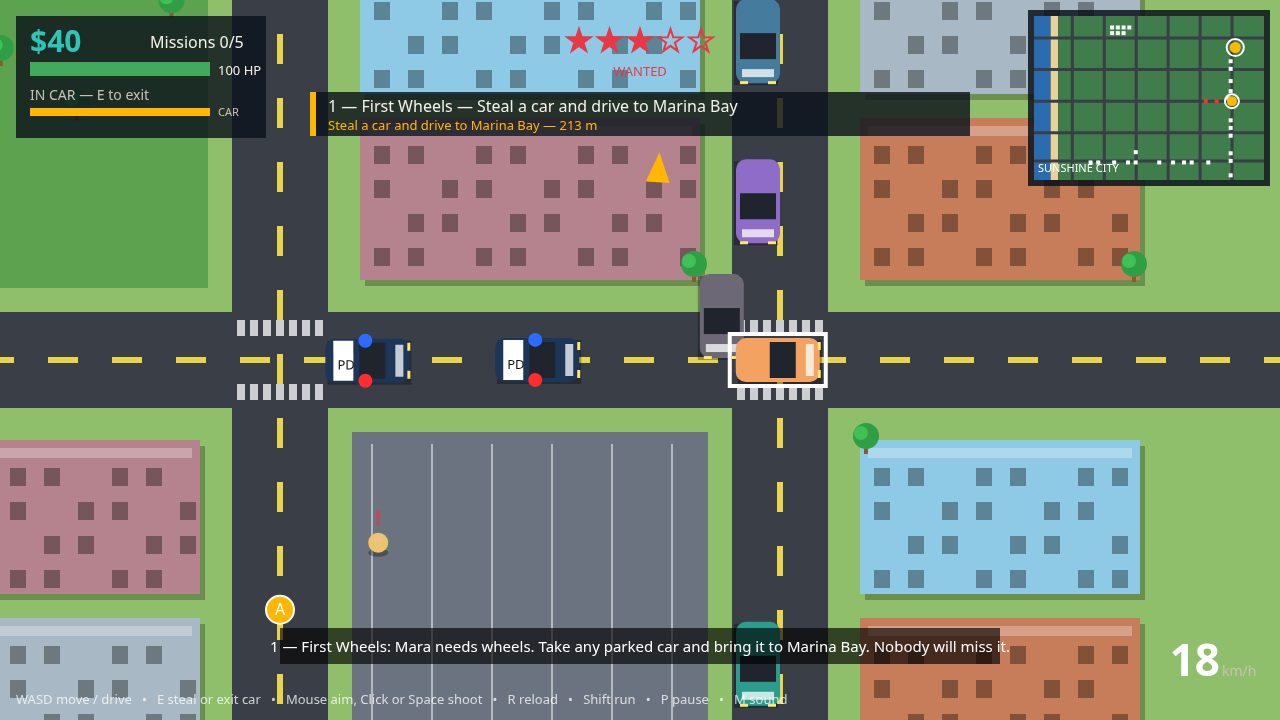 $40
Missions 0/5
100 HP
IN CAR — E to exit
CAR
WANTED
1 — First Wheels — Steal a car and drive to Marina Bay
Steal a car and drive to Marina Bay — 213 m
SUNSHINE CITY
PD
PD
A
1 — First Wheels: Mara needs wheels. Take any parked car and bring it to Marina Bay. Nobody will miss it.
18 km/h
WASD move / drive • E steal or exit car • Mouse aim, Click or Space shoot • R reload • Shift run • P pause • M sound